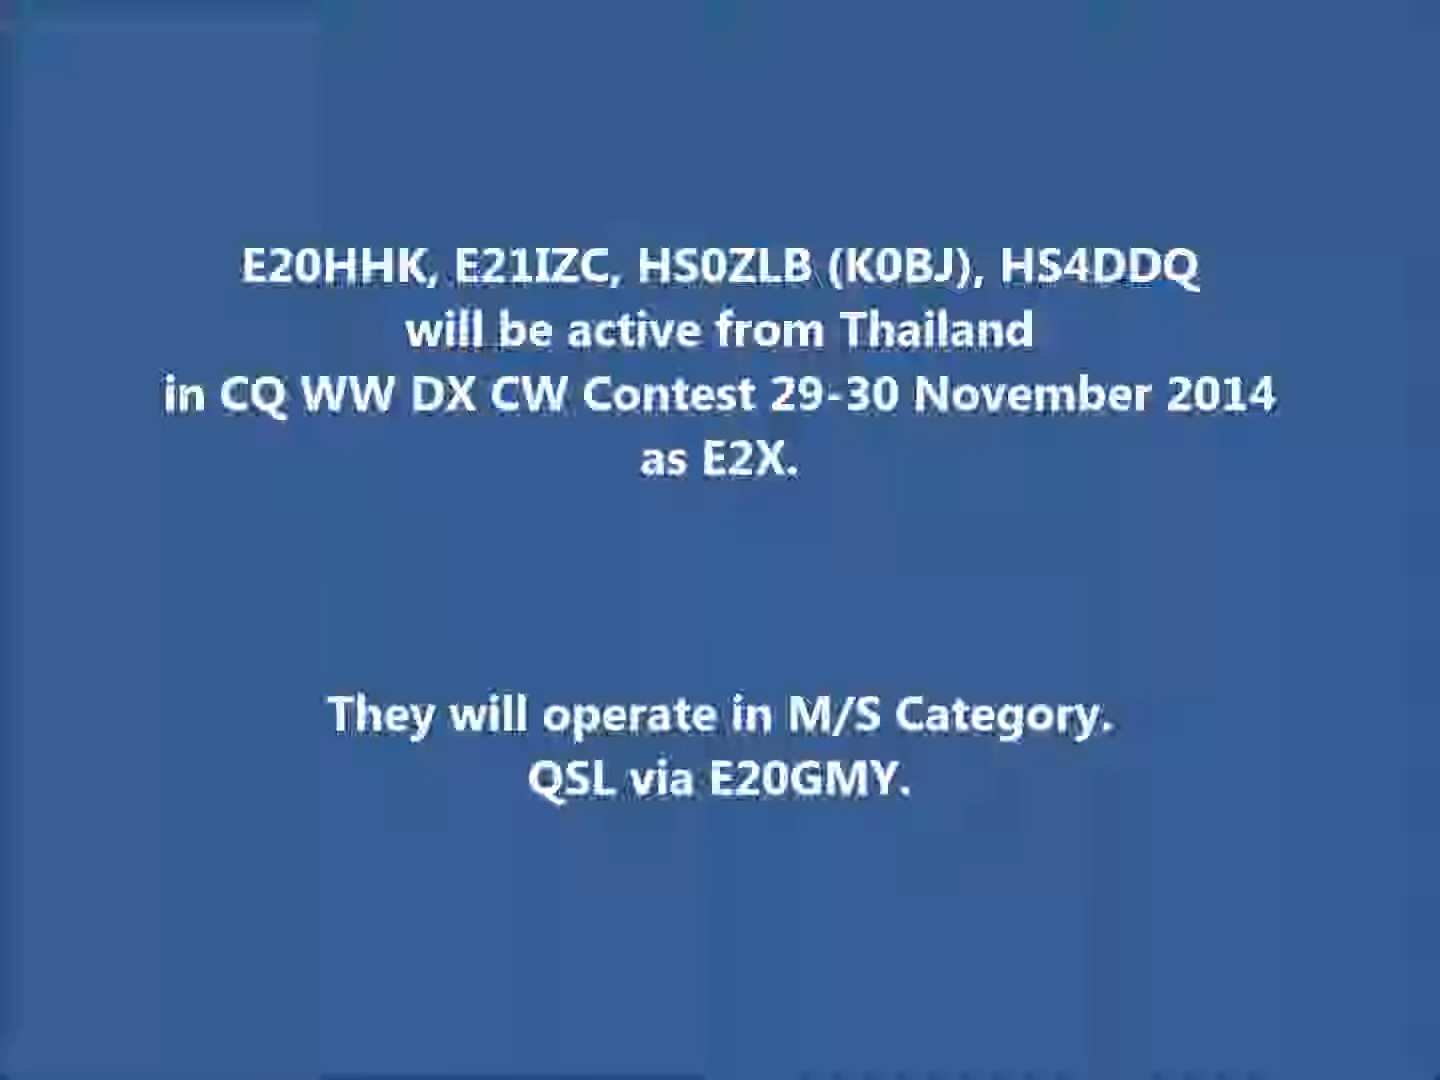 E20HHK, E21IZC, HS0ZLB (K0BJ), HS4DDQ
will be active from Thailand
in CQ WW DX CW Contest 29-30 November 2014
as E2X.
They will operate in M/S Category.
QSL via E20GMY.